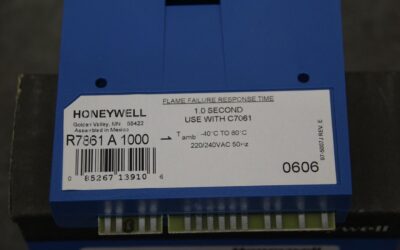 HONEYWELL
Golden Valley, MN 55422
Assembled in Mexico
R7861 A 1000
0 85267 13910 6
FLAME FAILURE RESPONSE TIME
1.0 SECOND
USE WITH C7061
Tamb -40°C TO 60°C
220/240VAC 50Hz
0606